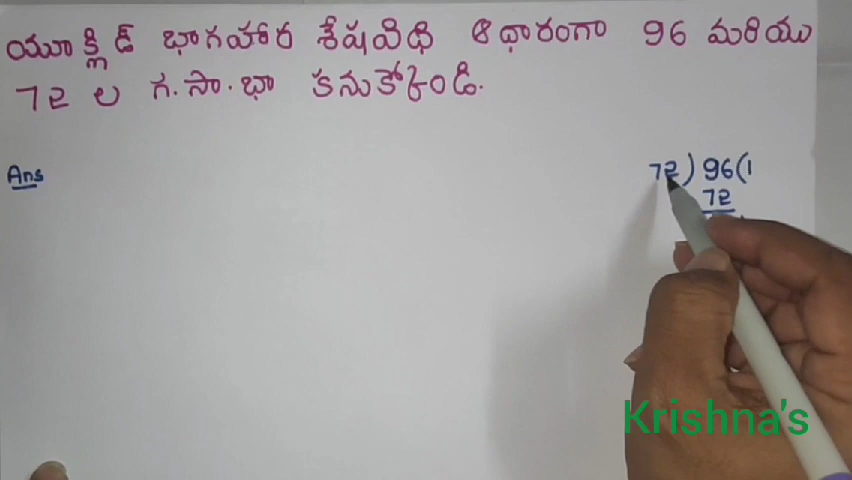 యూక్లిడ్ భాగహార శేషవిధి ఆధారంగా 96 మరియు
72 ల గ.సా.భా కనుక్కోండి.
Ans
72) 96(1
72
Krishna's